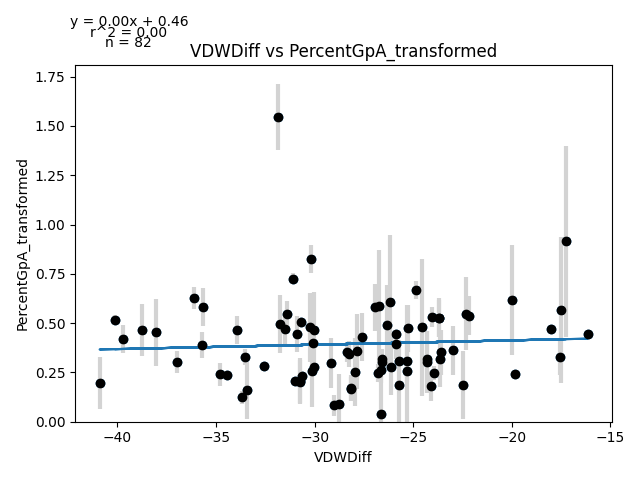 y = 0.00x + 0.46
r^2 = 0.00
n = 82
VDWDiff vs PercentGpA_transformed
1.75
1.50
1.25
1.00
0.75
0.50
0.25
0.00
PercentGpA_transformed
−40
−35
−30
−25
−20
−15
VDWDiff